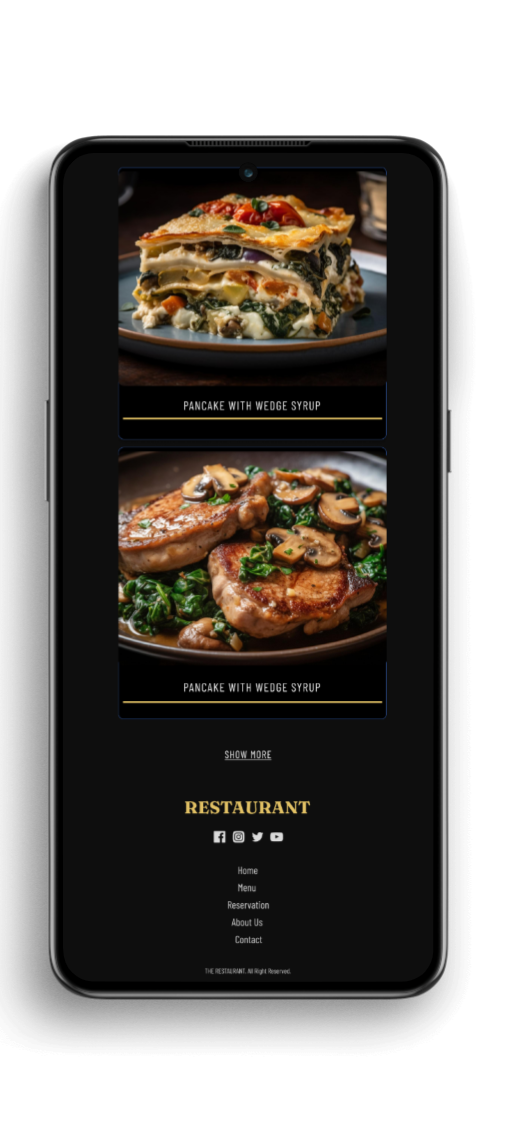 PANCAKE WITH WEDGE SYRUP
PANCAKE WITH WEDGE SYRUP
SHOW MORE
RESTAURANT
Home
Menu
Reservation
About Us
Contact
THE RESTAURANT. All Right Reserved.